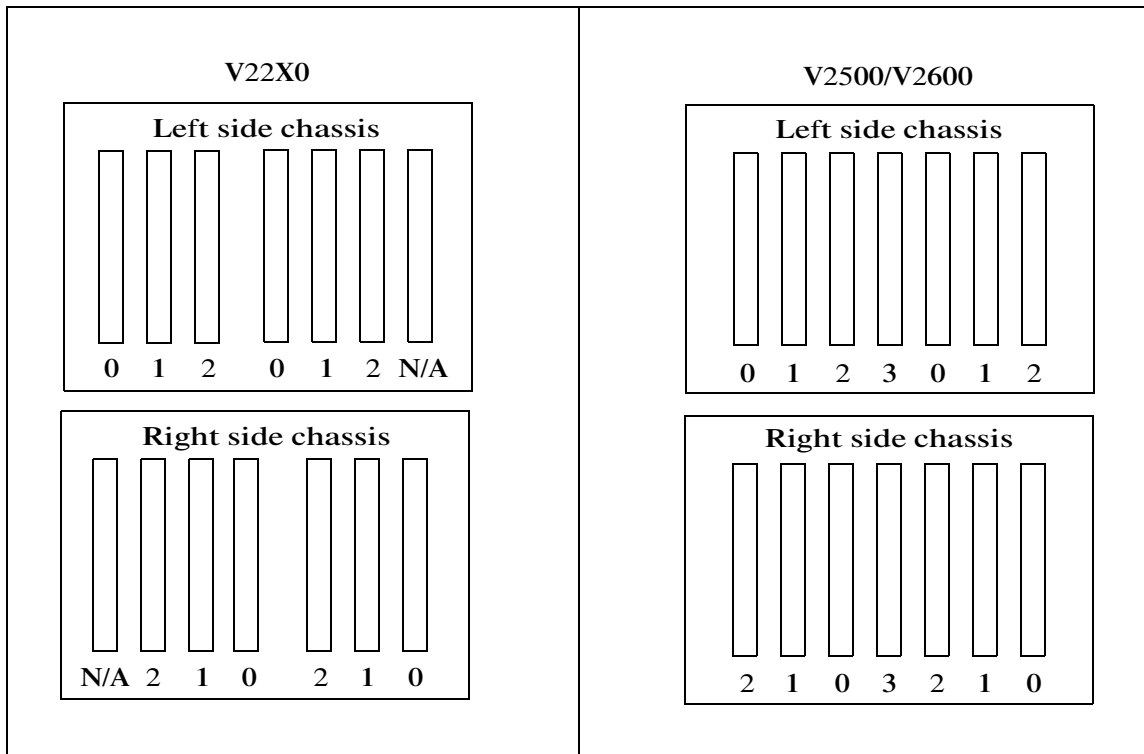 V22X0
Left side chassis
0 1 2 0 1 2 N/A
Right side chassis
N/A 2 1 0 2 1 0
V2500/V2600
Left side chassis
0 1 2 3 0 1 2
Right side chassis
2 1 0 3 2 1 0